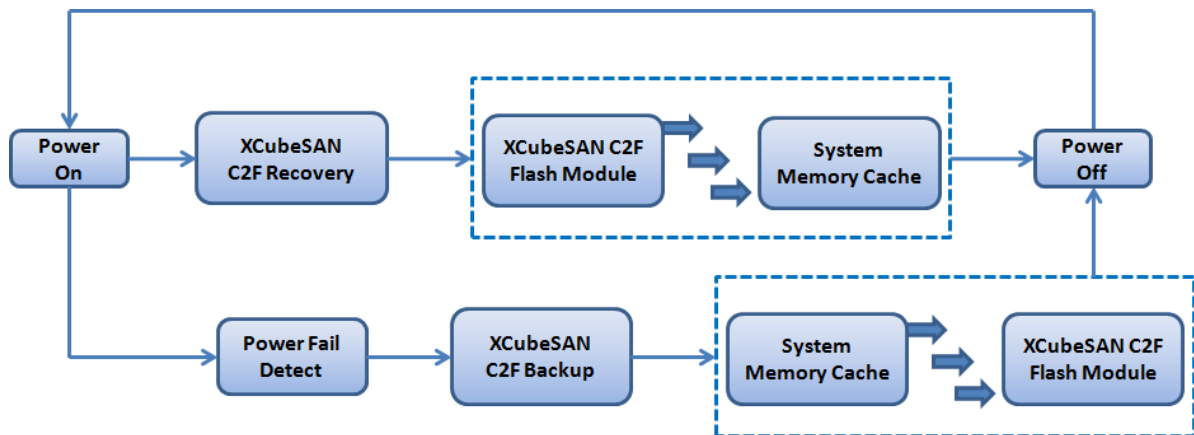 Power
On
XCubeSAN
C2F Recovery
XCubeSAN C2F
Flash Module
System
Memory Cache
Power
Off
Power Fail
Detect
XCubeSAN
C2F Backup
System
Memory Cache
XCubeSAN C2F
Flash Module